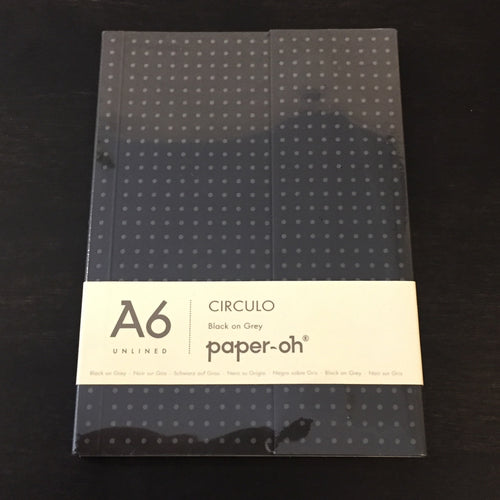 A6
UNLINED
CIRCULO
Black on Grey
paper-oh®
Black on Grey · Noir sur Gris · Schwarz auf Grau · Nero su Grigio · Negro sobre Gris · Black on Grey · Noir sur Gris